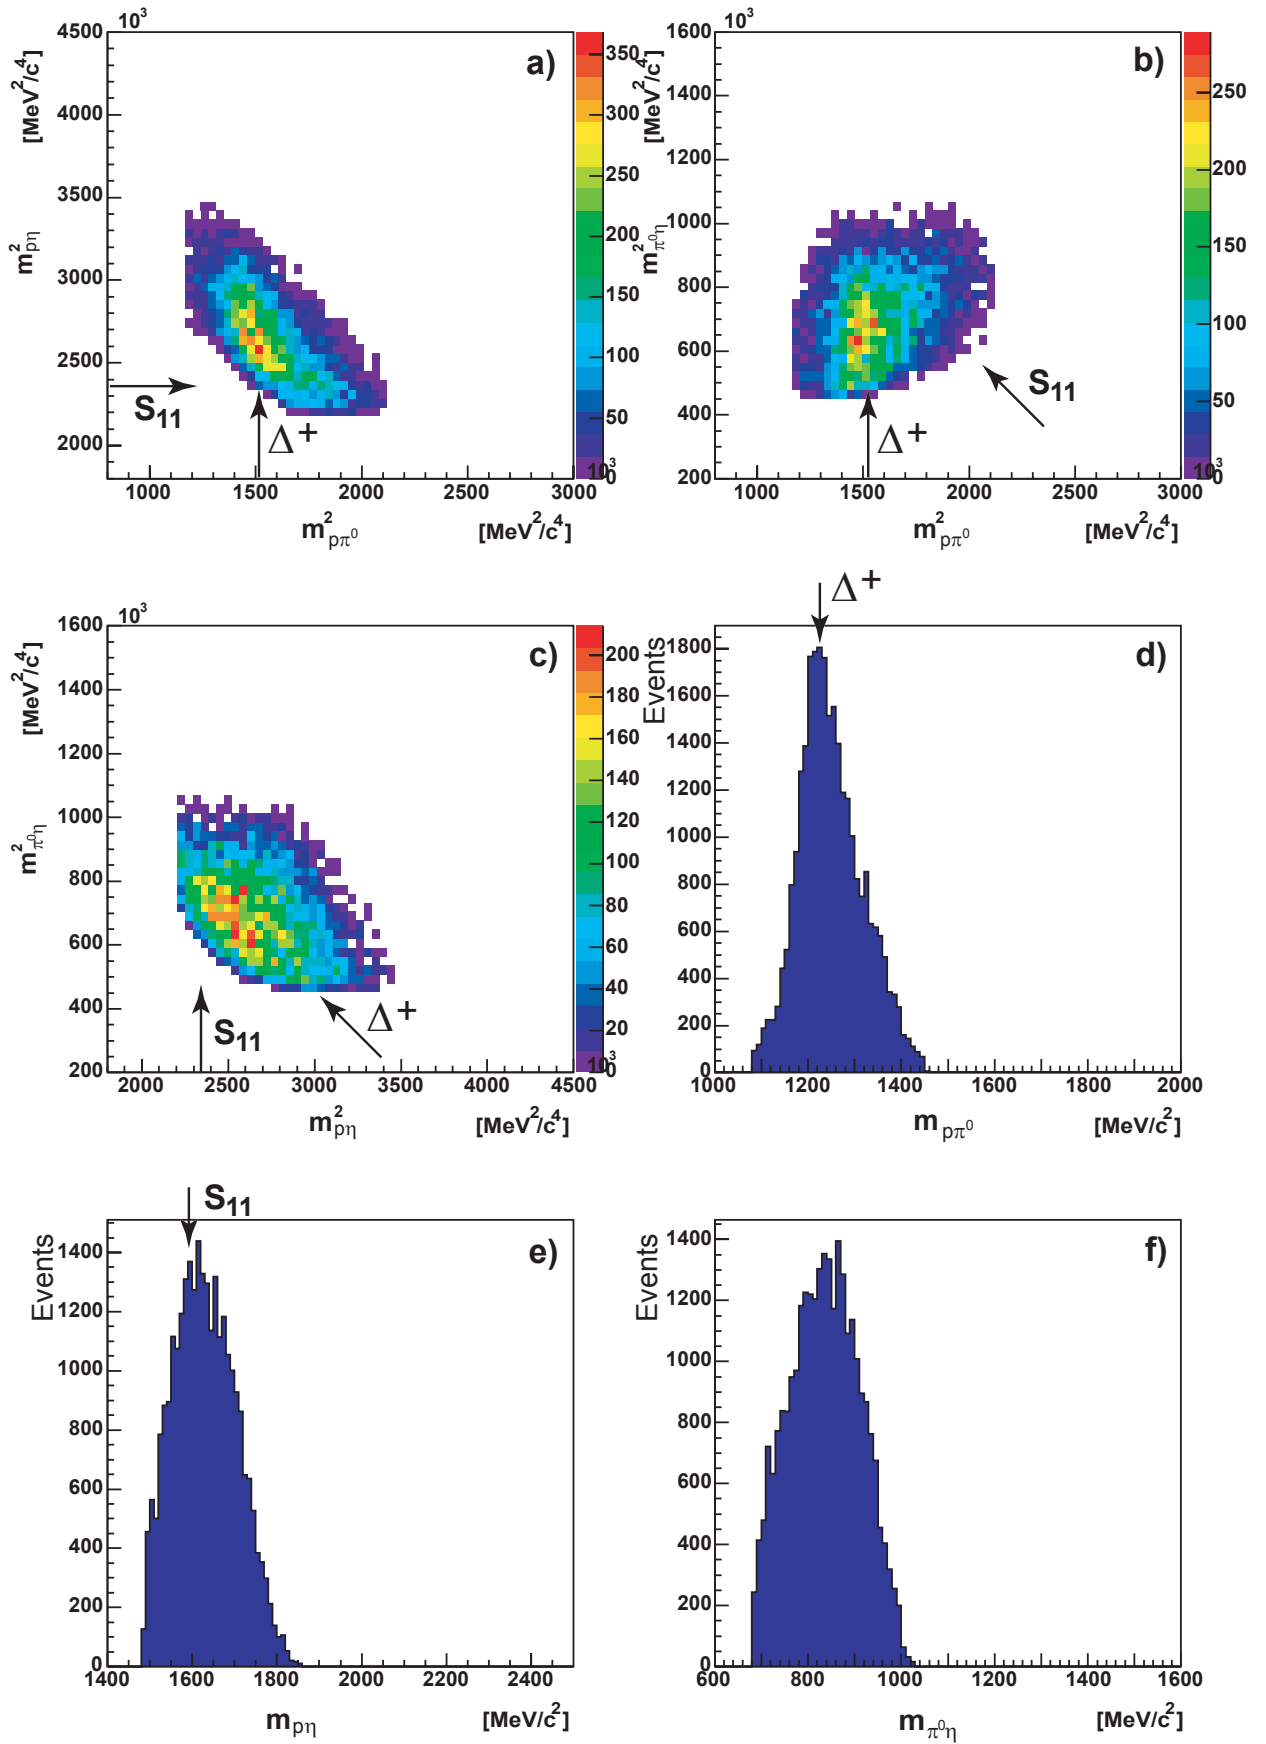 a)
10³
4500
4000
3500
3000
2500
2000
m²pη [MeV²/c⁴]
1000 1500 2000 2500 3000
m²pπ⁰ [MeV²/c⁴]
350
300
250
200
150
100
50
0
10³
S₁₁
Δ⁺
b)
10³
1600
1400
1200
1000
800
600
400
200
m²π⁰η [MeV²/c⁴]
1000 1500 2000 2500 3000
m²pπ⁰ [MeV²/c⁴]
250
200
150
100
50
0
10³
S₁₁
Δ⁺
c)
10³
1600
1400
1200
1000
800
600
400
200
m²π⁰η [MeV²/c⁴]
2000 2500 3000 3500 4000 4500
m²pη [MeV²/c⁴]
200
180
160
140
120
100
80
60
40
20
10³
S₁₁
Δ⁺
d)
Δ⁺
Events
1800
1600
1400
1200
1000
800
600
400
200
0
1000 1200 1400 1600 1800 2000
m pπ⁰ [MeV/c²]
e)
S₁₁
Events
1400
1200
1000
800
600
400
200
0
1400 1600 1800 2000 2200 2400
m pη [MeV/c²]
f)
Events
1400
1200
1000
800
600
400
200
0
600 800 1000 1200 1400 1600
m π⁰η [MeV/c²]